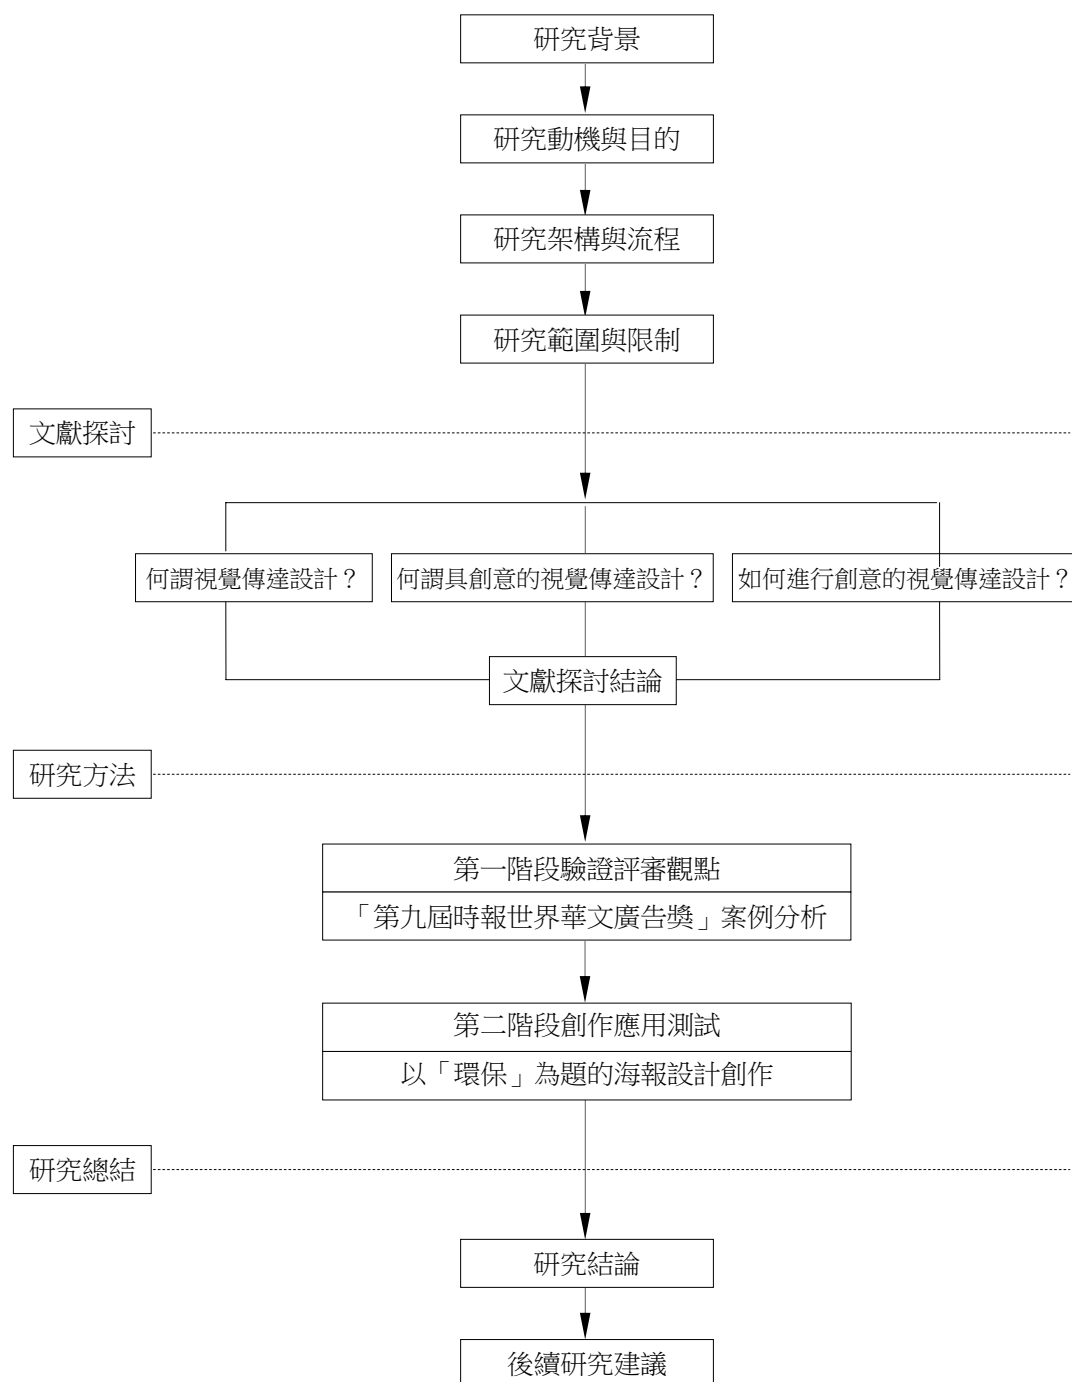 研究背景
研究動機與目的
研究架構與流程
研究範圍與限制
文獻探討
何謂視覺傳達設計？
何謂具創意的視覺傳達設計？
如何進行創意的視覺傳達設計？
文獻探討結論
研究方法
第一階段驗證評審觀點
「第九屆時報世界華文廣告獎」案例分析
第二階段創作應用測試
以「環保」為題的海報設計創作
研究總結
研究結論
後續研究建議